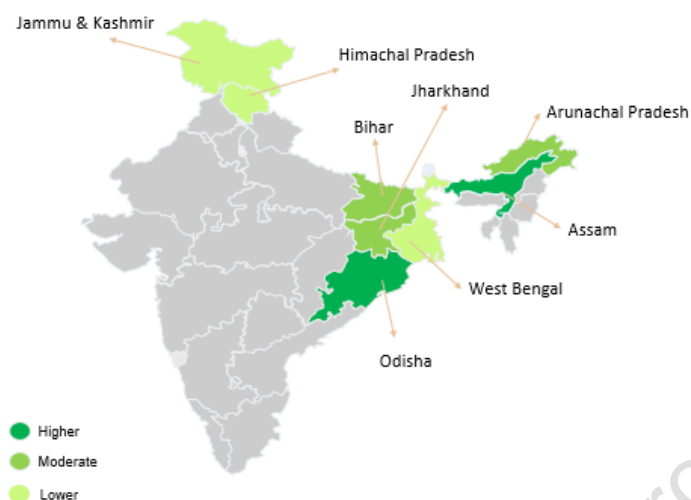 Jammu & Kashmir
Himachal Pradesh
Jharkhand
Arunachal Pradesh
Bihar
Assam
West Bengal
Odisha
Higher
Moderate
Lower